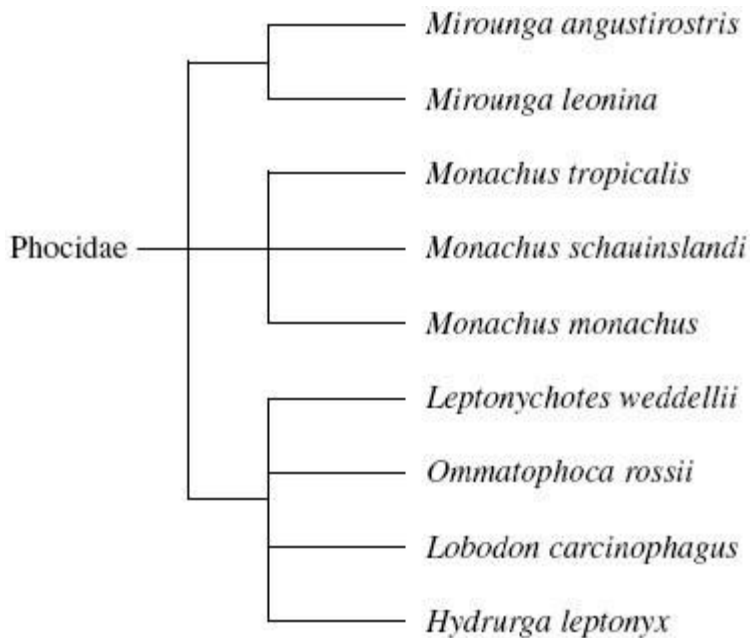 Mirounga angustirostris
Mirounga leonina
Monachus tropicalis
Phocidae
Monachus schauinslandi
Monachus monachus
Leptonychotes weddellii
Ommatophoca rossii
Lobodon carcinophagus
Hydrurga leptonyx